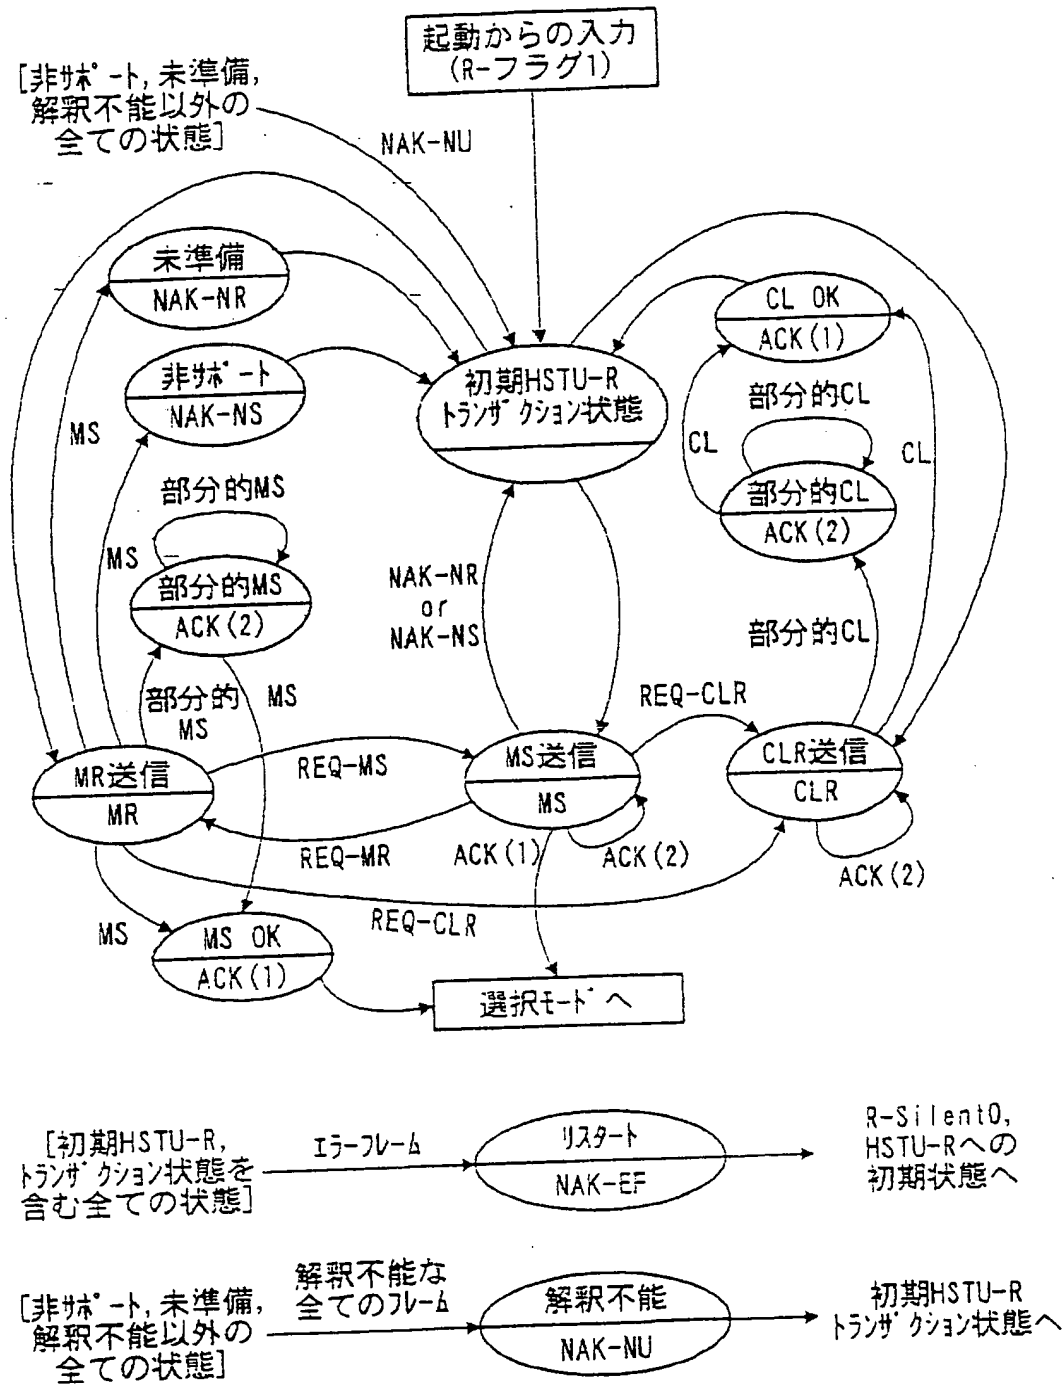 起動からの入力
(R-フラグ1)
[非サポート, 未準備,
解釈不能以外の
全ての状態]
NAK-NU
未準備
NAK-NR
CL OK
ACK(1)
非サポート
NAK-NS
初期HSTU-R
トランザクション状態
部分的CL
MS
CL
CL
部分的MS
部分的CL
ACK(2)
MS
部分的MS
ACK(2)
NAK-NR
or
NAK-NS
部分的CL
部分的
MS
MS
REQ-CLR
MR送信
MR
REQ-MS
MS送信
MS
CLR送信
CLR
REQ-MR
ACK(1)
ACK(2)
ACK(2)
REQ-CLR
MS
MS OK
ACK(1)
選択モードへ
[初期HSTU-R,
トランザクション状態を
含む全ての状態]
エラーフレーム
リスタート
NAK-EF
R-Silent0,
HSTU-Rへの
初期状態へ
[非サポート, 未準備,
解釈不能以外の
全ての状態]
解釈不能な
全てのフレーム
解釈不能
NAK-NU
初期HSTU-R
トランザクション状態へ